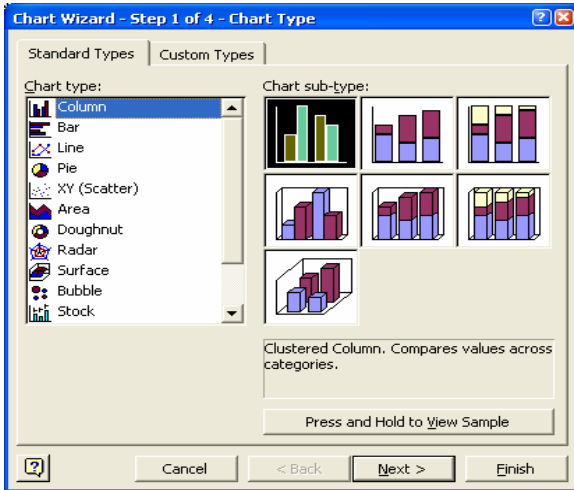 Chart Wizard - Step 1 of 4 - Chart Type
Standard Types
Custom Types
Chart type:
Column
Bar
Line
Pie
XY (Scatter)
Area
Doughnut
Radar
Surface
Bubble
Stock
Chart sub-type:
Clustered Column. Compares values across
categories.
Press and Hold to View Sample
Cancel
< Back
Next >
Finish